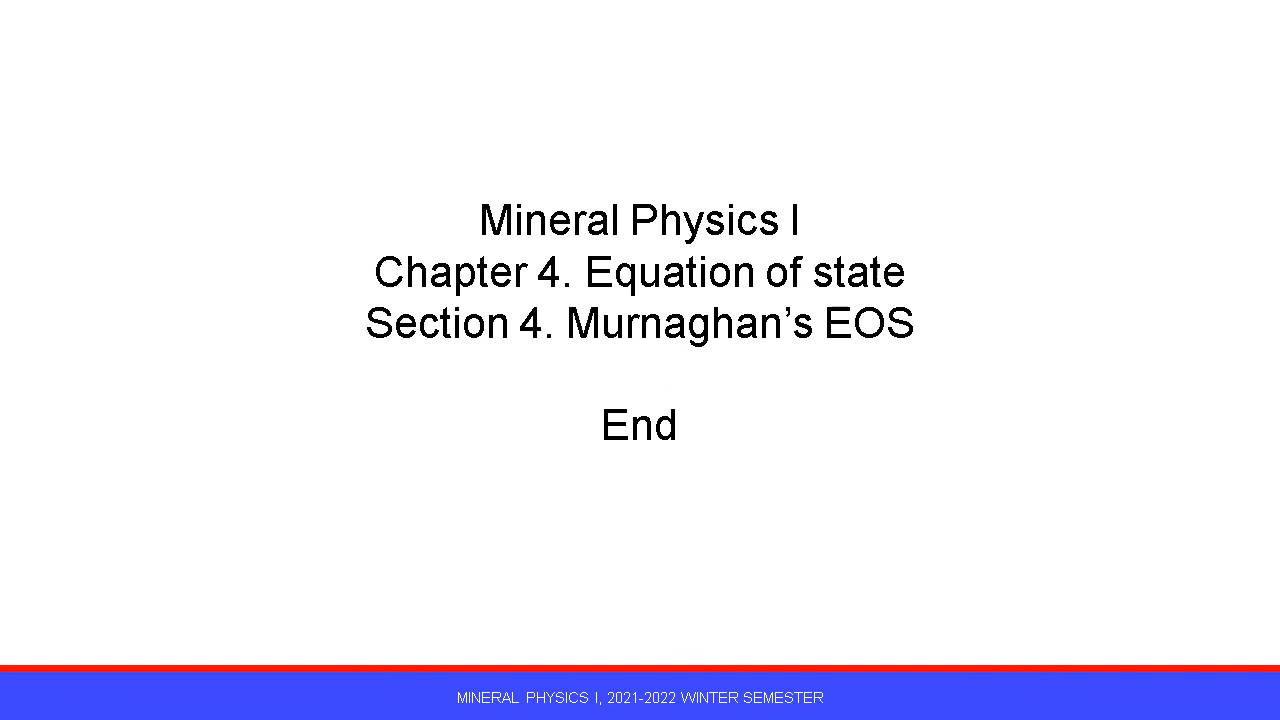 Mineral Physics I
Chapter 4. Equation of state
Section 4. Murnaghan’s EOS
End
MINERAL PHYSICS I, 2021-2022 WINTER SEMESTER